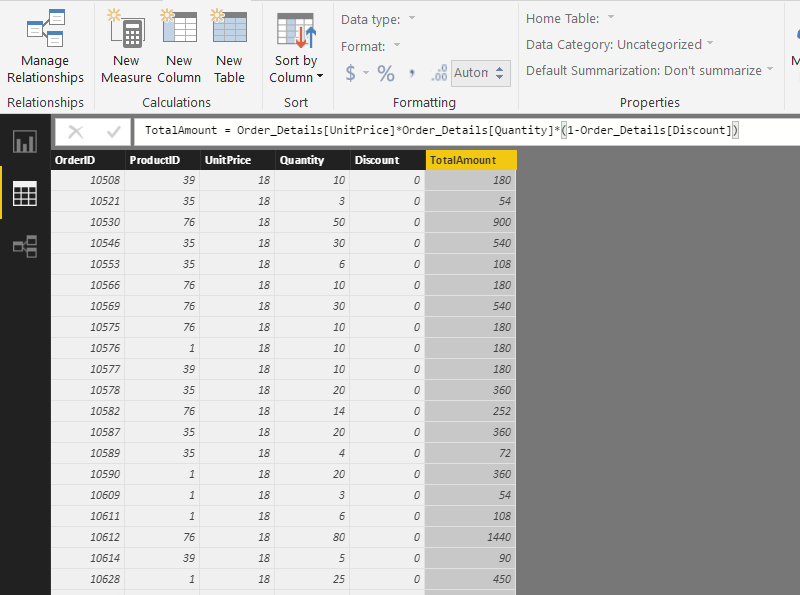 Manage Relationships
Relationships
New Measure
New Column
New Table
Calculations
Sort by Column
Sort
Data type:
Format:
$ % , .00 Auton
Formatting
Home Table:
Data Category: Uncategorized
Default Summarization: Don't summarize
Properties
M
TotalAmount = Order_Details[UnitPrice]*Order_Details[Quantity]*(1-Order_Details[Discount])
OrderID ProductID UnitPrice Quantity Discount TotalAmount
10508 39 18 10 0 180
10521 35 18 3 0 54
10530 76 18 50 0 900
10546 35 18 30 0 540
10553 35 18 6 0 108
10566 76 18 10 0 180
10569 76 18 30 0 540
10575 76 18 10 0 180
10576 1 18 10 0 180
10577 39 18 10 0 180
10578 35 18 20 0 360
10582 76 18 14 0 252
10587 35 18 20 0 360
10589 35 18 4 0 72
10590 1 18 20 0 360
10609 1 18 3 0 54
10611 1 18 6 0 108
10612 76 18 80 0 1440
10614 39 18 5 0 90
10628 1 18 25 0 450